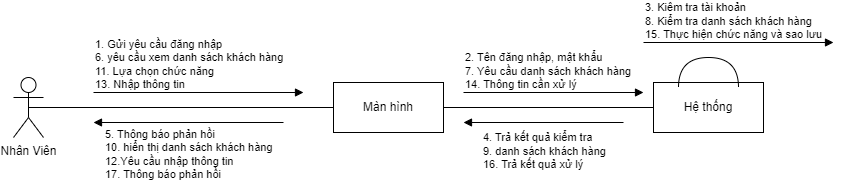 3. Kiêm tra tài khoản
8. Kiểm tra danh sách khách hàng
15. Thực hiện chức năng và sao lưu
1. Gửi yêu cầu đăng nhập
6. yêu cầu xem danh sách khách hàng
11. Lựa chọn chức năng
13. Nhập thông tin
2. Tên đăng nhập, mật khẩu
7. Yêu cầu danh sách khách hàng
14. Thông tin cần xử lý
Màn hình
Hệ thống
Nhân Viên
5. Thông báo phản hồi
10. hiển thị danh sách khách hàng
12.Yêu cầu nhập thông tin
17. Thông báo phản hồi
4. Trả kết quả kiểm tra
9. danh sách khách hàng
16. Trả kết quả xử lý